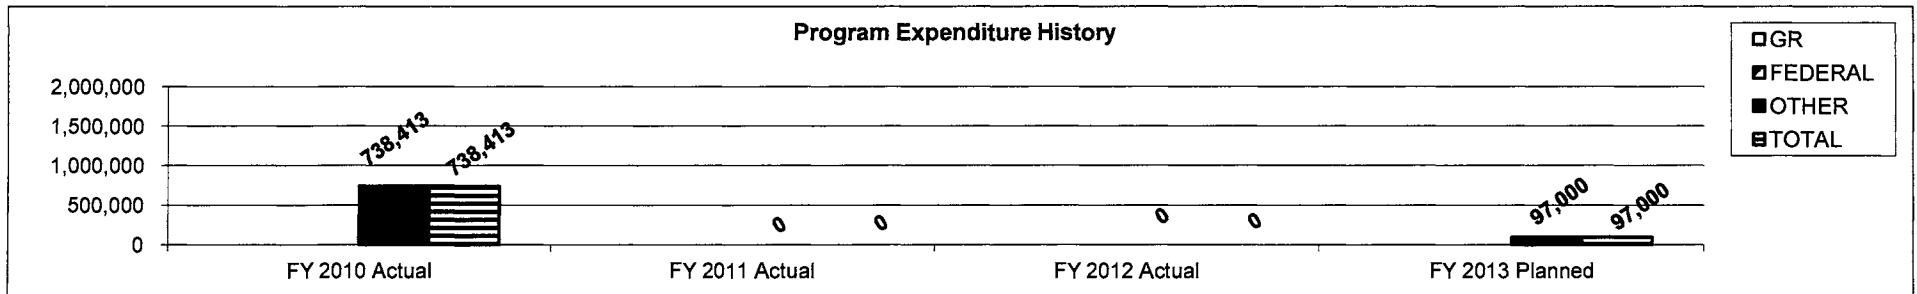 Program Expenditure History
GR
FEDERAL
OTHER
TOTAL
2,000,000
1,500,000
1,000,000
500,000
0
738,413
738,413
0
0
0
0
97,000
97,000
FY 2010 Actual
FY 2011 Actual
FY 2012 Actual
FY 2013 Planned